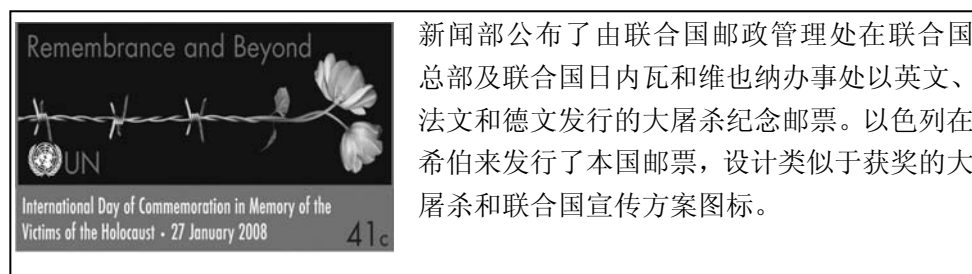 Remembrance and Beyond
UN
International Day of Commemoration in Memory of the
Victims of the Holocaust • 27 January 2008
41c
新闻部公布了由联合国邮政管理处在联合国
总部及联合国日内瓦和维也纳办事处以英文、
法文和德文发行的大屠杀纪念邮票。以色列在
希伯来发行了本国邮票，设计类似于获奖的大
屠杀和联合国宣传方案图标。